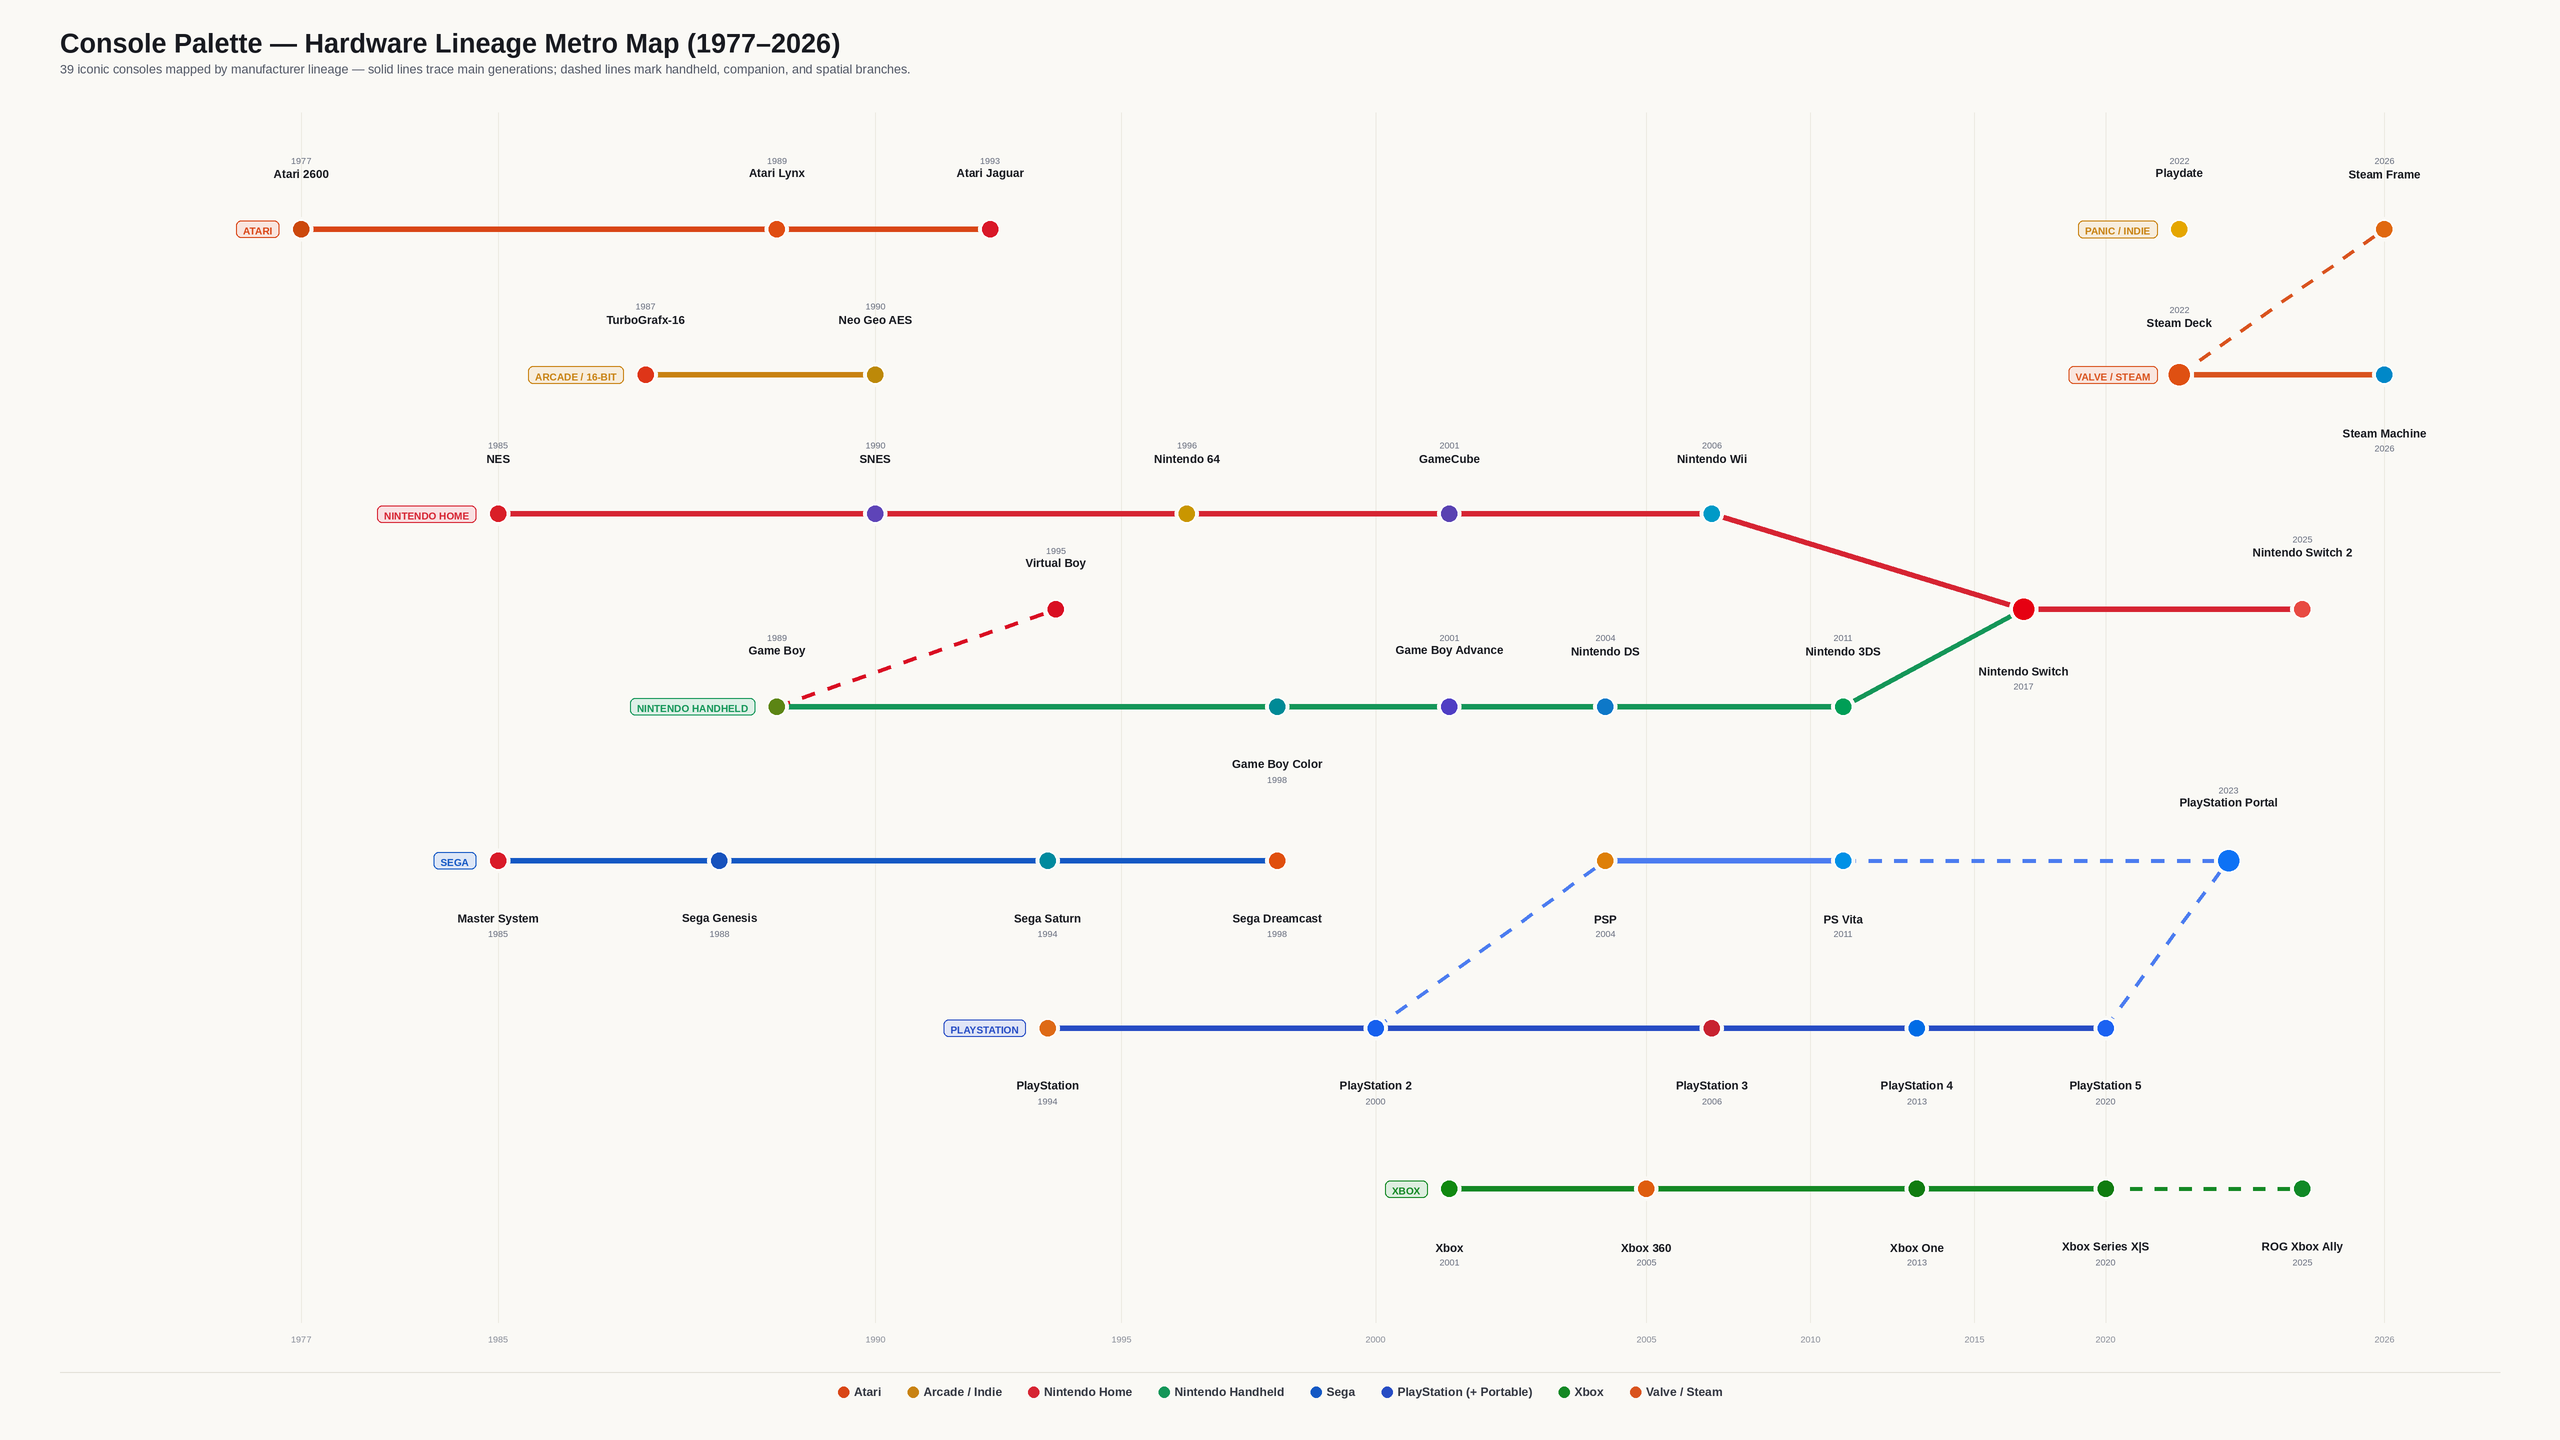 Console Palette — Hardware Lineage Metro Map (1977–2026)
39 iconic consoles mapped by manufacturer lineage — solid lines trace main generations; dashed lines mark handheld, companion, and spatial branches.
1977
Atari 2600
1989
Atari Lynx
1993
Atari Jaguar
2022
Playdate
2026
Steam Frame
ATARI
PANIC / INDIE
1987
TurboGrafx-16
1990
Neo Geo AES
2022
Steam Deck
ARCADE / 16-BIT
VALVE / STEAM
Steam Machine
2026
1985
NES
1990
SNES
1996
Nintendo 64
2001
GameCube
2006
Nintendo Wii
NINTENDO HOME
1995
Virtual Boy
2025
Nintendo Switch 2
1989
Game Boy
2001
Game Boy Advance
2004
Nintendo DS
2011
Nintendo 3DS
Nintendo Switch
2017
NINTENDO HANDHELD
Game Boy Color
1998
2023
PlayStation Portal
SEGA
Master System
1985
Sega Genesis
1988
Sega Saturn
1994
Sega Dreamcast
1998
PSP
2004
PS Vita
2011
PLAYSTATION
PlayStation
1994
PlayStation 2
2000
PlayStation 3
2006
PlayStation 4
2013
PlayStation 5
2020
XBOX
Xbox
2001
Xbox 360
2005
Xbox One
2013
Xbox Series X|S
2020
ROG Xbox Ally
2025
1977
1985
1990
1995
2000
2005
2010
2015
2020
2026
Atari
Arcade / Indie
Nintendo Home
Nintendo Handheld
Sega
PlayStation (+ Portable)
Xbox
Valve / Steam